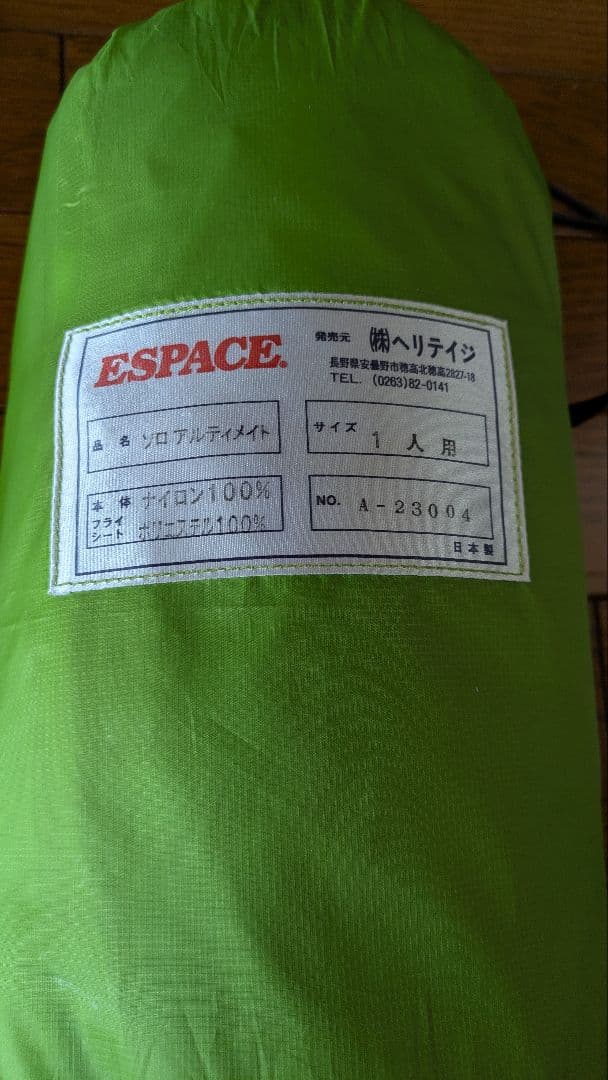 ESPACE.
発売元 ㈱ヘリテイジ
長野県安曇野市穂高北穂高2827-18
TEL. (0263)82-0141
品名 ソロ アルティメイト
サイズ 1人用
本体 ナイロン100%
フライシート ポリエステル100%
NO. A-23004
日本製